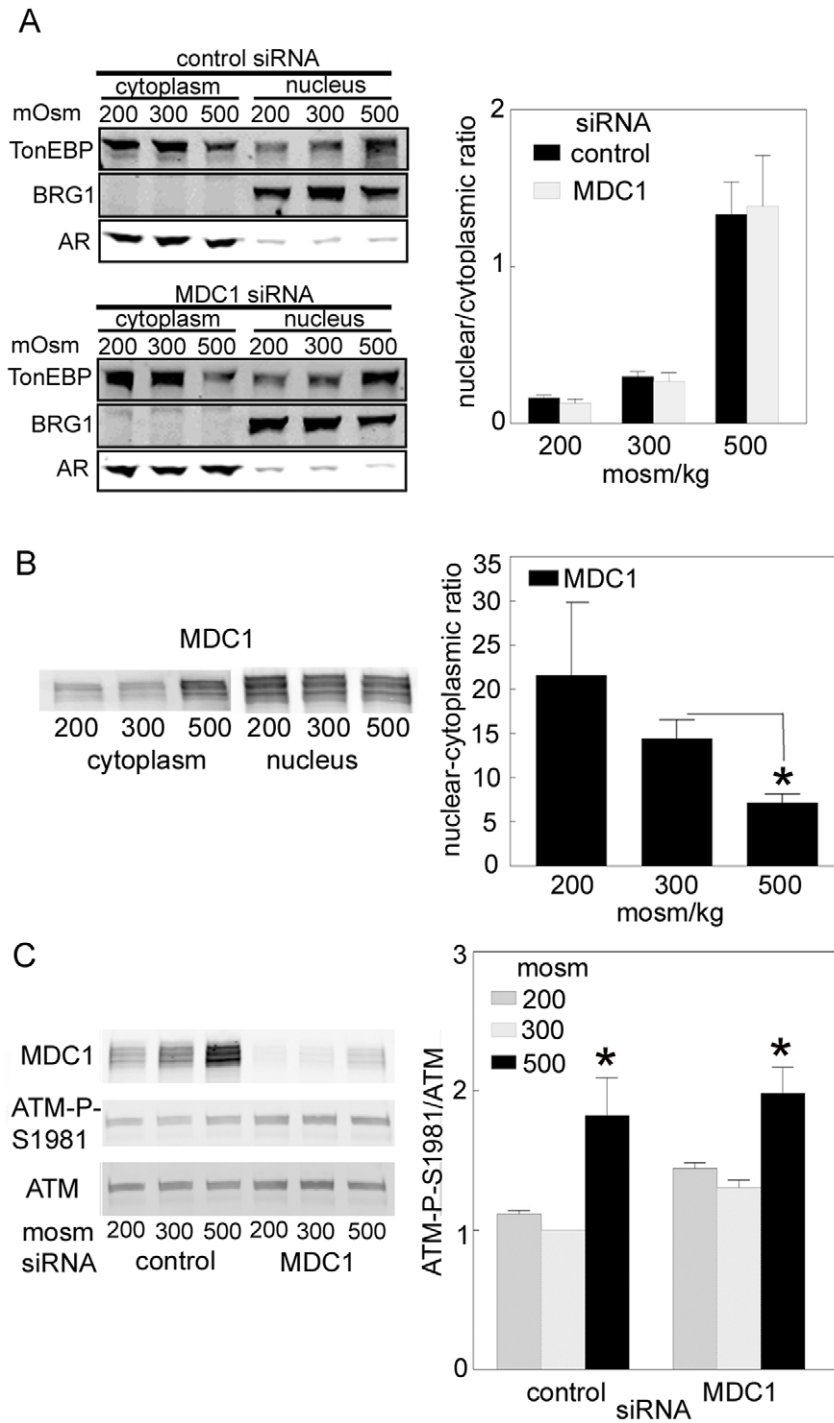 A
control siRNA
cytoplasm nucleus
mOsm 200 300 500 200 300 500
TonEBP
BRG1
AR
MDC1 siRNA
cytoplasm nucleus
mOsm 200 300 500 200 300 500
TonEBP
BRG1
AR
nuclear/cytoplasmic ratio
2
1
0
siRNA
control
MDC1
200 300 500
mosm/kg
B
MDC1
200 300 500 200 300 500
cytoplasm nucleus
nuclear-cytoplasmic ratio
35
30
25
20
15
10
5
0
MDC1
*
200 300 500
mosm/kg
C
MDC1
ATM-P-
S1981
ATM
mosm 200 300 500 200 300 500
siRNA control MDC1
ATM-P-S1981/ATM
3
2
1
0
mosm
200
300
500
* *
control MDC1
siRNA